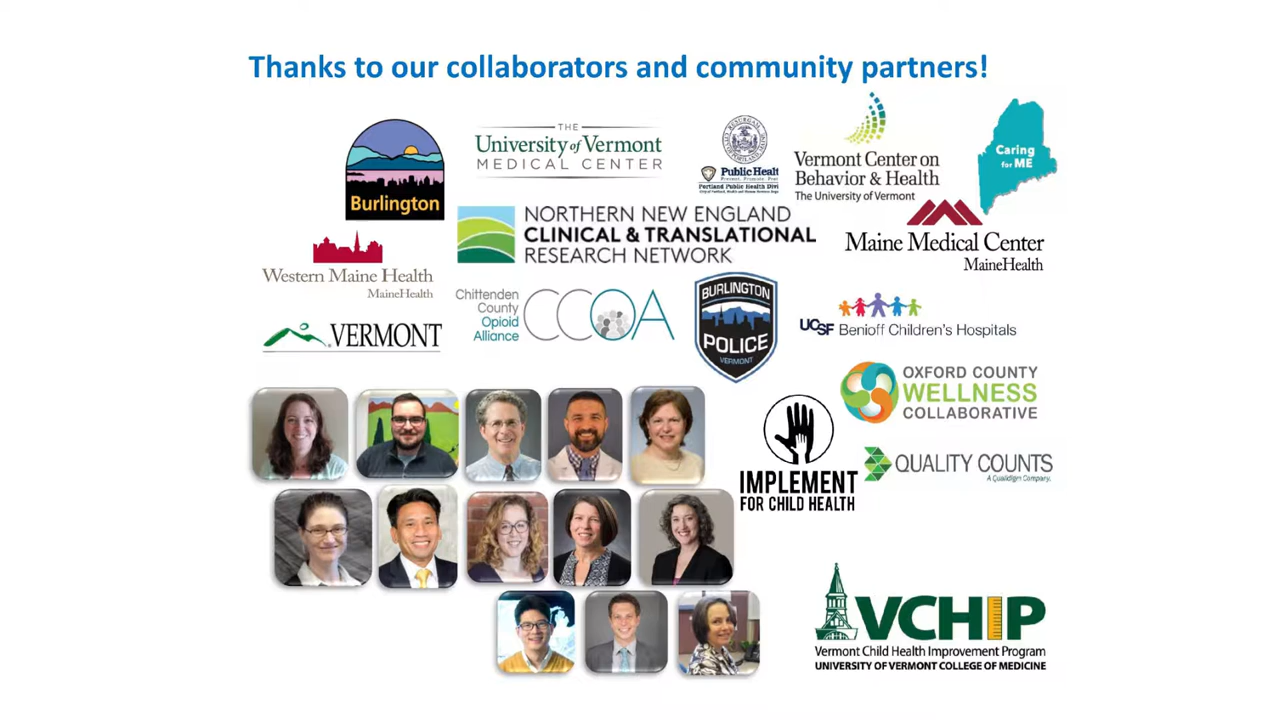 Thanks to our collaborators and community partners!
Burlington
THE
University of Vermont
MEDICAL CENTER
Public Healt
Portland Public Health Divi
Vermont Center on
Behavior & Health
The University of Vermont
Caring
for ME
NORTHERN NEW ENGLAND
CLINICAL & TRANSLATIONAL
RESEARCH NETWORK
Maine Medical Center
MaineHealth
Western Maine Health
MaineHealth
VERMONT
Chittenden
County
Opioid
Alliance
CCOA
BURLINGTON
POLICE
VERMONT
UCSF Benioff Children's Hospitals
OXFORD COUNTY
WELLNESS
COLLABORATIVE
IMPLEMENT
FOR CHILD HEALTH
QUALITY COUNTS
A Qualidigm Company.
VCHIP
Vermont Child Health Improvement Program
UNIVERSITY OF VERMONT COLLEGE OF MEDICINE